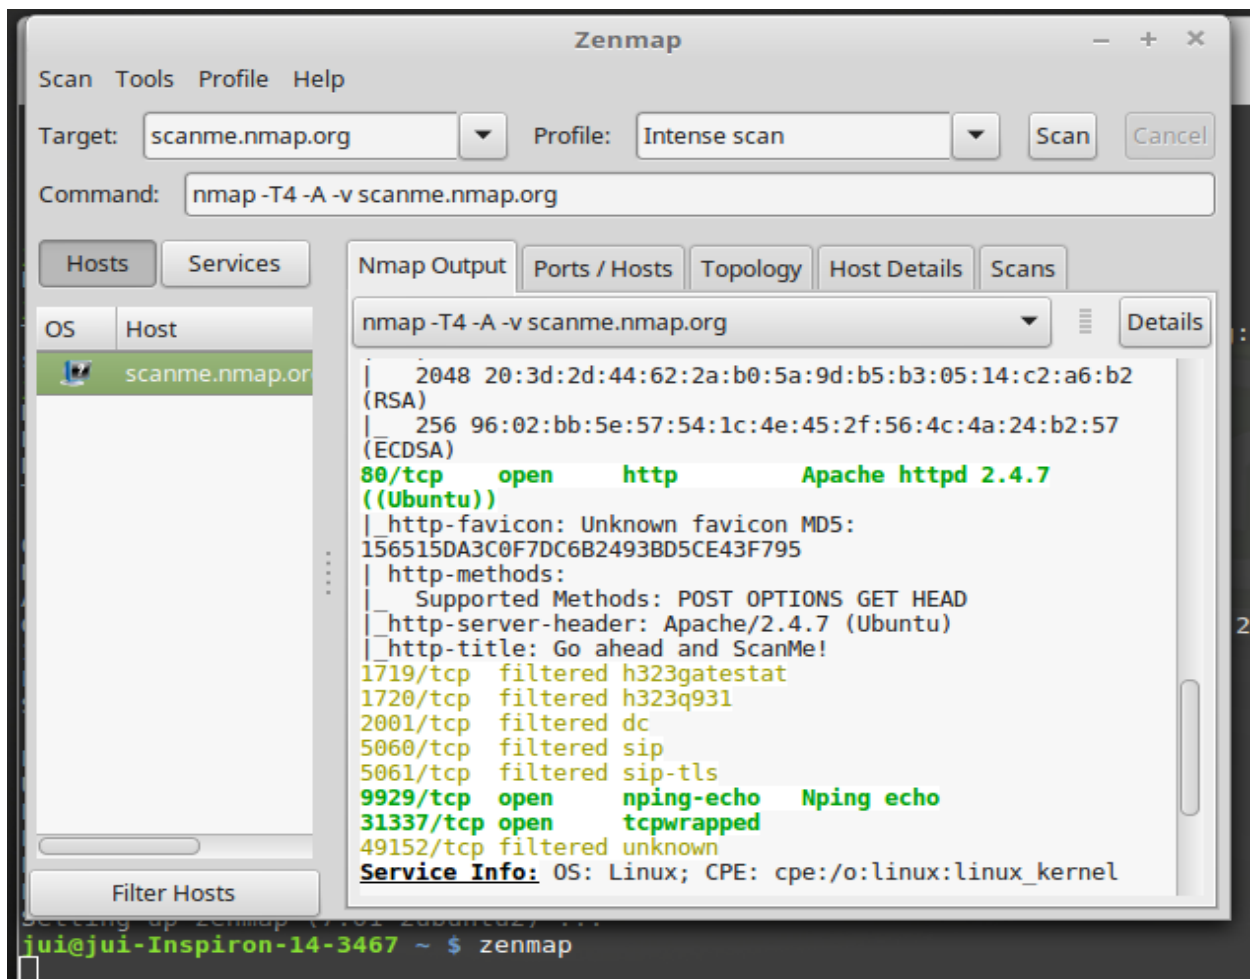 Zenmap
Scan Tools Profile Help
Target: scanme.nmap.org Profile: Intense scan Scan Cancel
Command: nmap -T4 -A -v scanme.nmap.org
Hosts Services Nmap Output Ports / Hosts Topology Host Details Scans
nmap -T4 -A -v scanme.nmap.org Details
OS Host
scanme.nmap.or
| 2048 20:3d:2d:44:62:2a:b0:5a:9d:b5:b3:05:14:c2:a6:b2
(RSA)
|_ 256 96:02:bb:5e:57:54:1c:4e:45:2f:56:4c:4a:24:b2:57
(ECDSA)
80/tcp open http Apache httpd 2.4.7
((Ubuntu))
|_http-favicon: Unknown favicon MD5:
156515DA3C0F7DC6B2493BD5CE43F795
| http-methods:
|_ Supported Methods: POST OPTIONS GET HEAD
|_http-server-header: Apache/2.4.7 (Ubuntu)
|_http-title: Go ahead and ScanMe!
1719/tcp filtered h323gatestat
1720/tcp filtered h323q931
2001/tcp filtered dc
5060/tcp filtered sip
5061/tcp filtered sip-tls
9929/tcp open nping-echo Nping echo
31337/tcp open tcpwrapped
49152/tcp filtered unknown
Service Info: OS: Linux; CPE: cpe:/o:linux:linux_kernel
Filter Hosts
jui@jui-Inspiron-14-3467 ~ $ zenmap